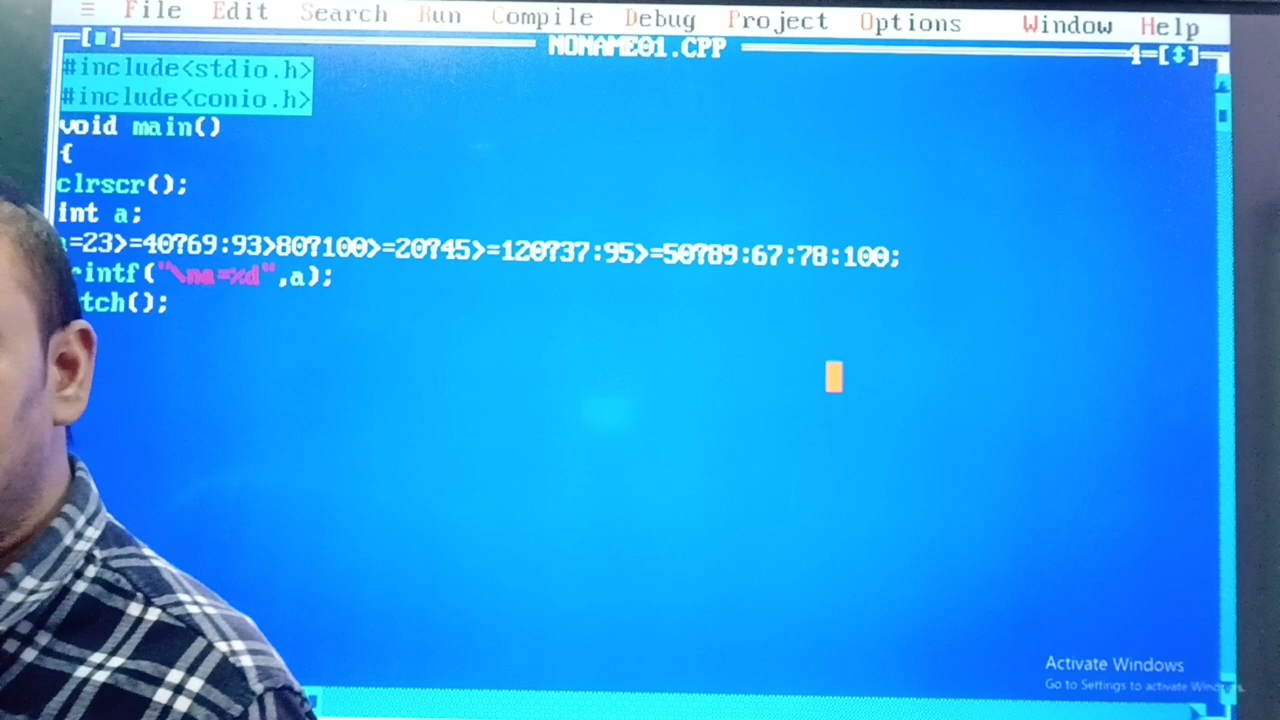 ≡ File Edit Search Run Compile Debug Project Options Window Help
[■] NONAME01.CPP 4=[↕]
#include<stdio.h>
#include<conio.h>
void main()
{
clrscr();
int a;
=23>=40?69:93>80?100>=20?45>=120?37:95>=50?89:67:78:100;
rintf("\na=%d",a);
tch();
Activate Windows
Go to Settings to activate Windows.